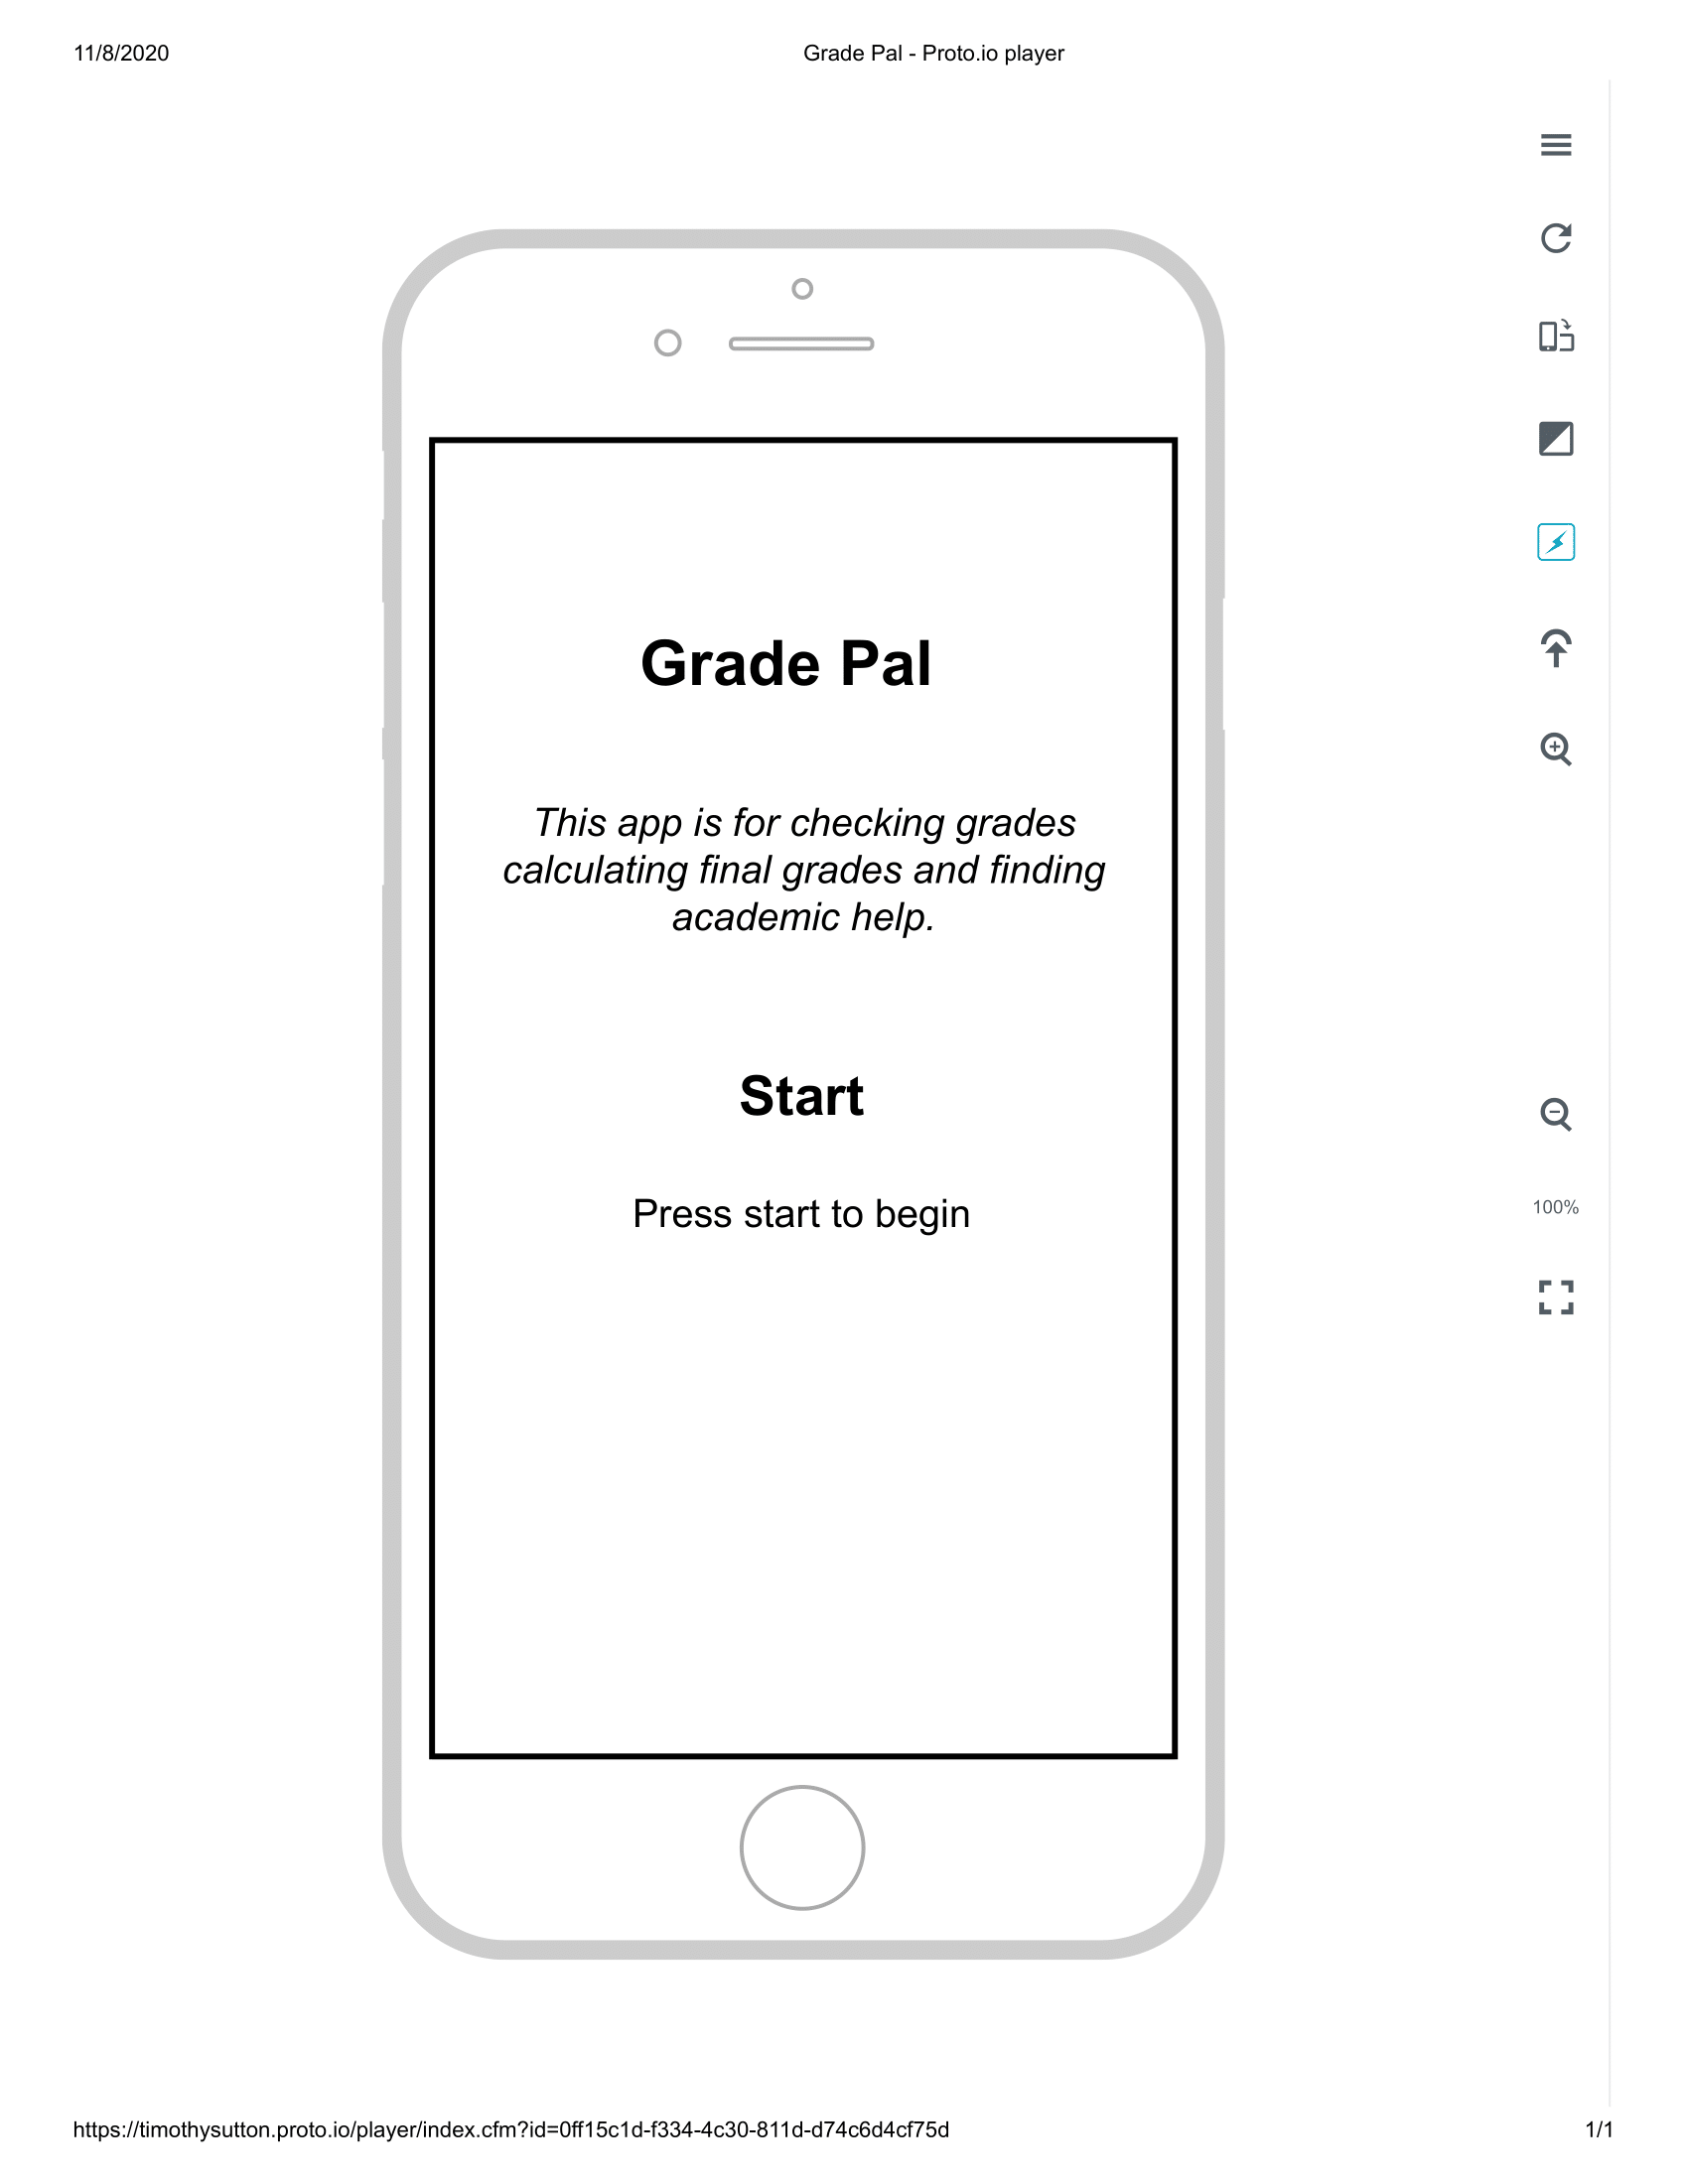 11/8/2020
Grade Pal - Proto.io player
Grade Pal
This app is for checking grades
calculating final grades and finding
academic help.
Start
Press start to begin
100%
https://timothysutton.proto.io/player/index.cfm?id=0ff15c1d-f334-4c30-811d-d74c6d4cf75d
1/1